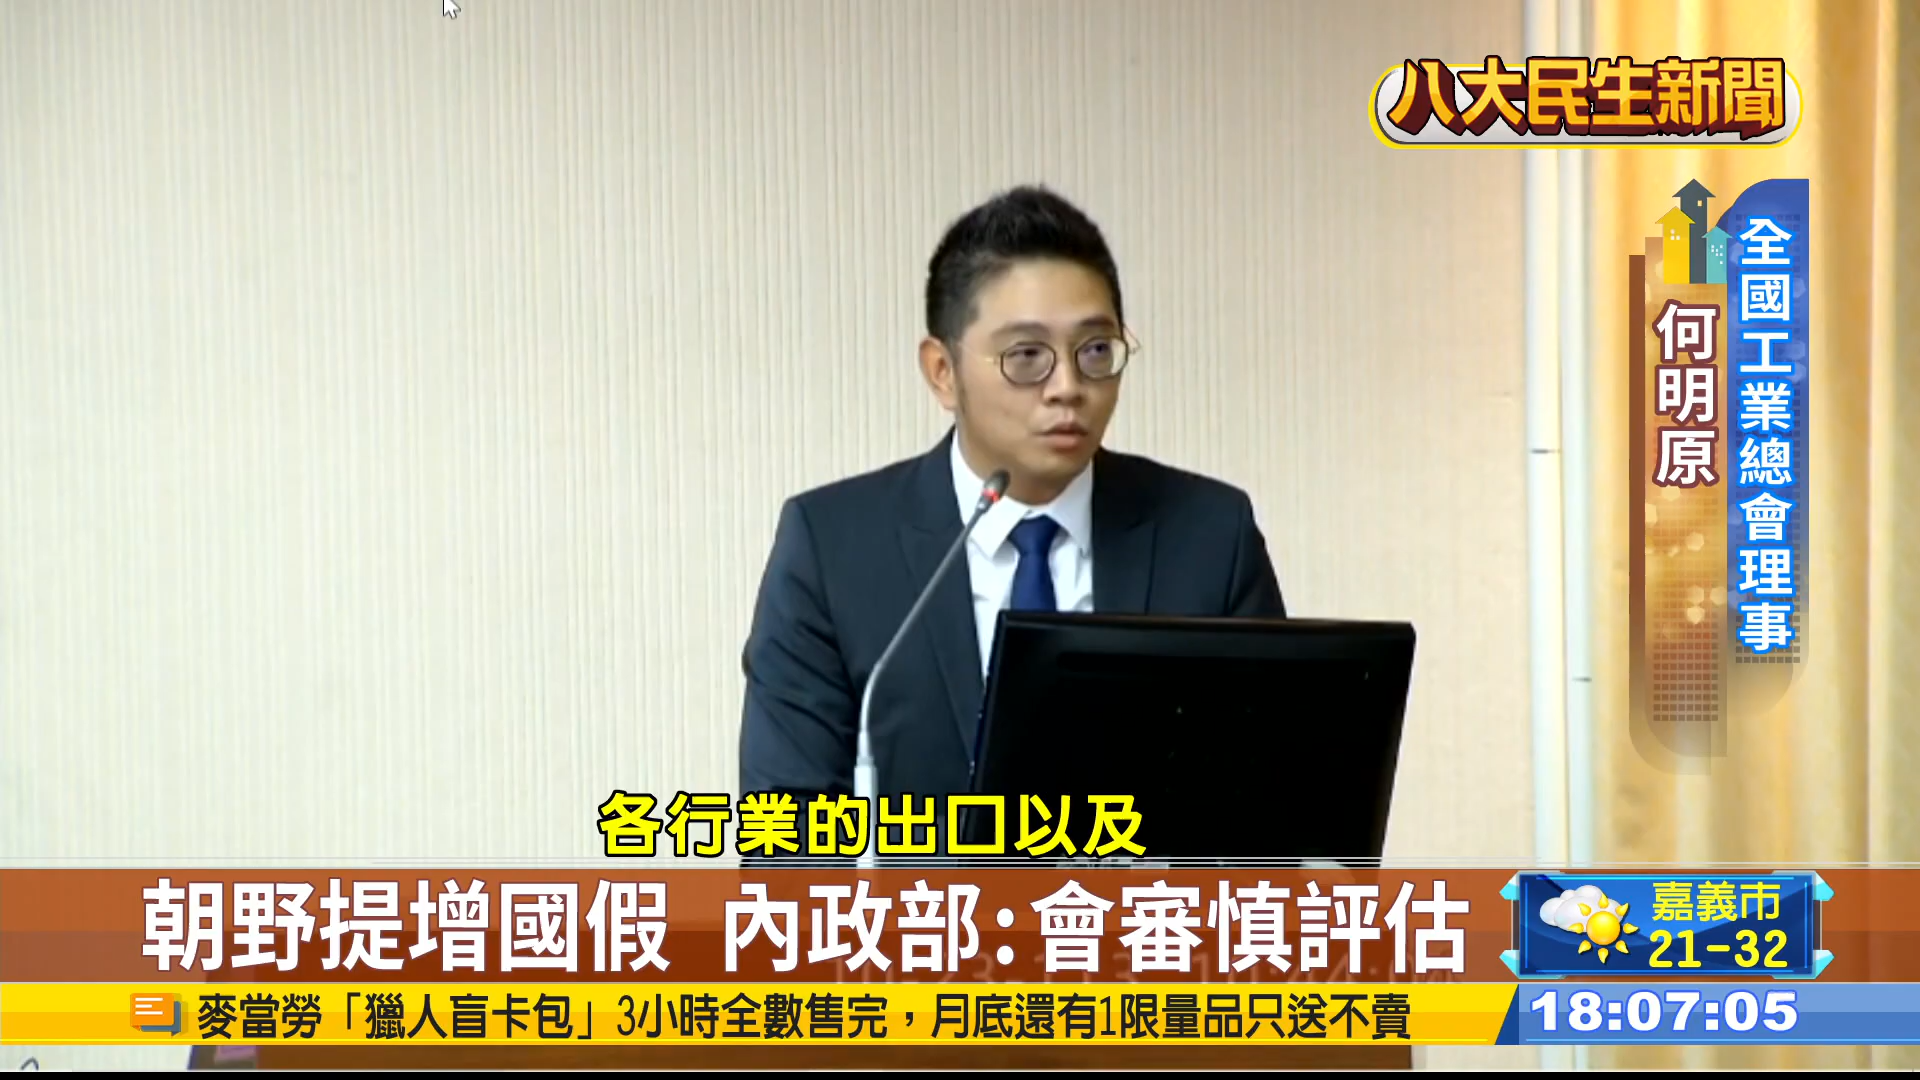 八大民生新聞
全國工業總會理事
何明原
各行業的出口以及
朝野提增國假 內政部:會審慎評估
嘉義市
21-32
麥當勞「獵人盲卡包」3小時全數售完，月底還有1限量品只送不賣
18:07:05